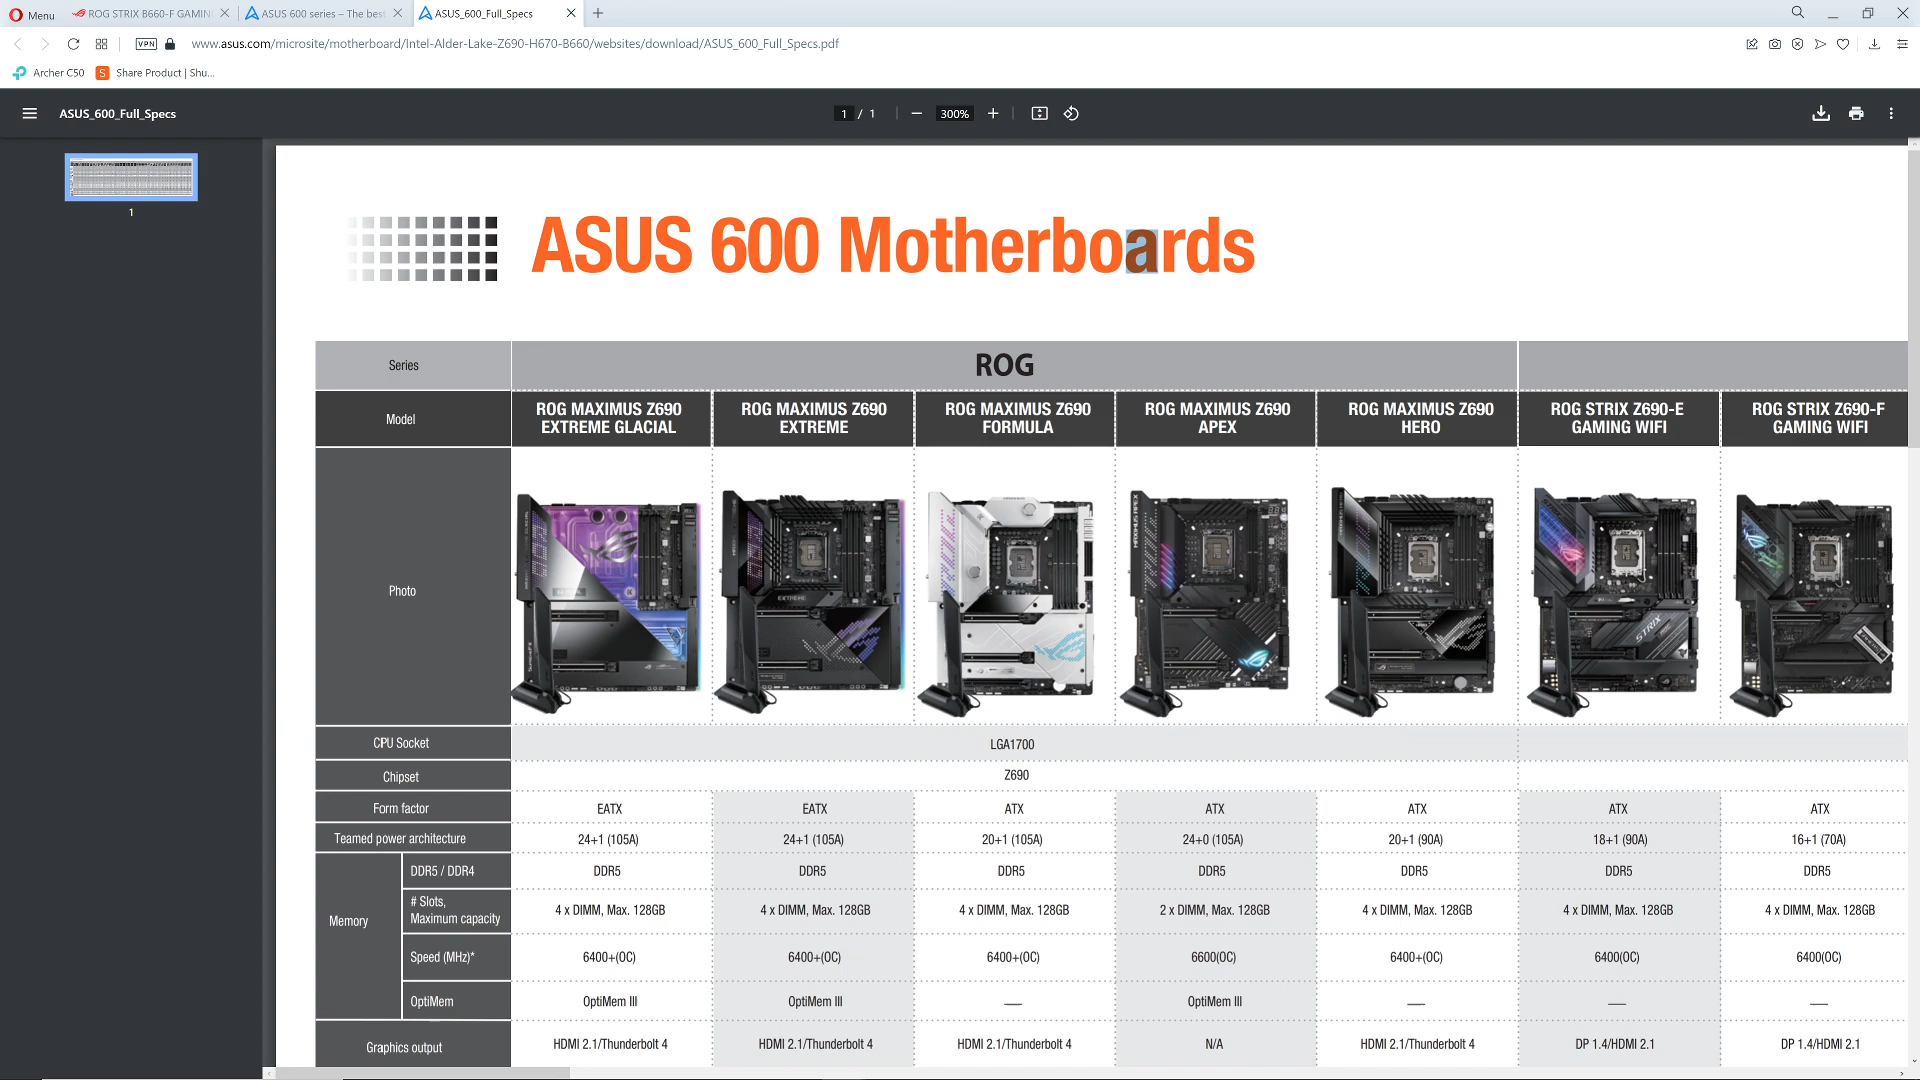 Menu
ROG STRIX B660-F GAMIN
ASUS 600 series – The best
ASUS_600_Full_Specs
VPN
www.asus.com/microsite/motherboard/Intel-Alder-Lake-Z690-H670-B660/websites/download/ASUS_600_Full_Specs.pdf
Archer C50
S
Share Product | Shu...
ASUS_600_Full_Specs
1 / 1
300%
1
ASUS 600 Motherboards
Series
ROG
Model
ROG MAXIMUS Z690 EXTREME GLACIAL
ROG MAXIMUS Z690 EXTREME
ROG MAXIMUS Z690 FORMULA
ROG MAXIMUS Z690 APEX
ROG MAXIMUS Z690 HERO
ROG STRIX Z690-E GAMING WIFI
ROG STRIX Z690-F GAMING WIFI
Photo
EXTREME
STRIX
CPU Socket
LGA1700
Chipset
Z690
Form factor
EATX
EATX
ATX
ATX
ATX
ATX
ATX
Teamed power architecture
24+1 (105A)
24+1 (105A)
20+1 (105A)
24+0 (105A)
20+1 (90A)
18+1 (90A)
16+1 (70A)
Memory
DDR5 / DDR4
DDR5
DDR5
DDR5
DDR5
DDR5
DDR5
DDR5
# Slots,
Maximum capacity
4 x DIMM, Max. 128GB
4 x DIMM, Max. 128GB
4 x DIMM, Max. 128GB
2 x DIMM, Max. 128GB
4 x DIMM, Max. 128GB
4 x DIMM, Max. 128GB
4 x DIMM, Max. 128GB
Speed (MHz)*
6400+(OC)
6400+(OC)
6400+(OC)
6600(OC)
6400+(OC)
6400(OC)
6400(OC)
OptiMem
OptiMem III
OptiMem III
—
OptiMem III
—
—
—
Graphics output
HDMI 2.1/Thunderbolt 4
HDMI 2.1/Thunderbolt 4
HDMI 2.1/Thunderbolt 4
N/A
HDMI 2.1/Thunderbolt 4
DP 1.4/HDMI 2.1
DP 1.4/HDMI 2.1